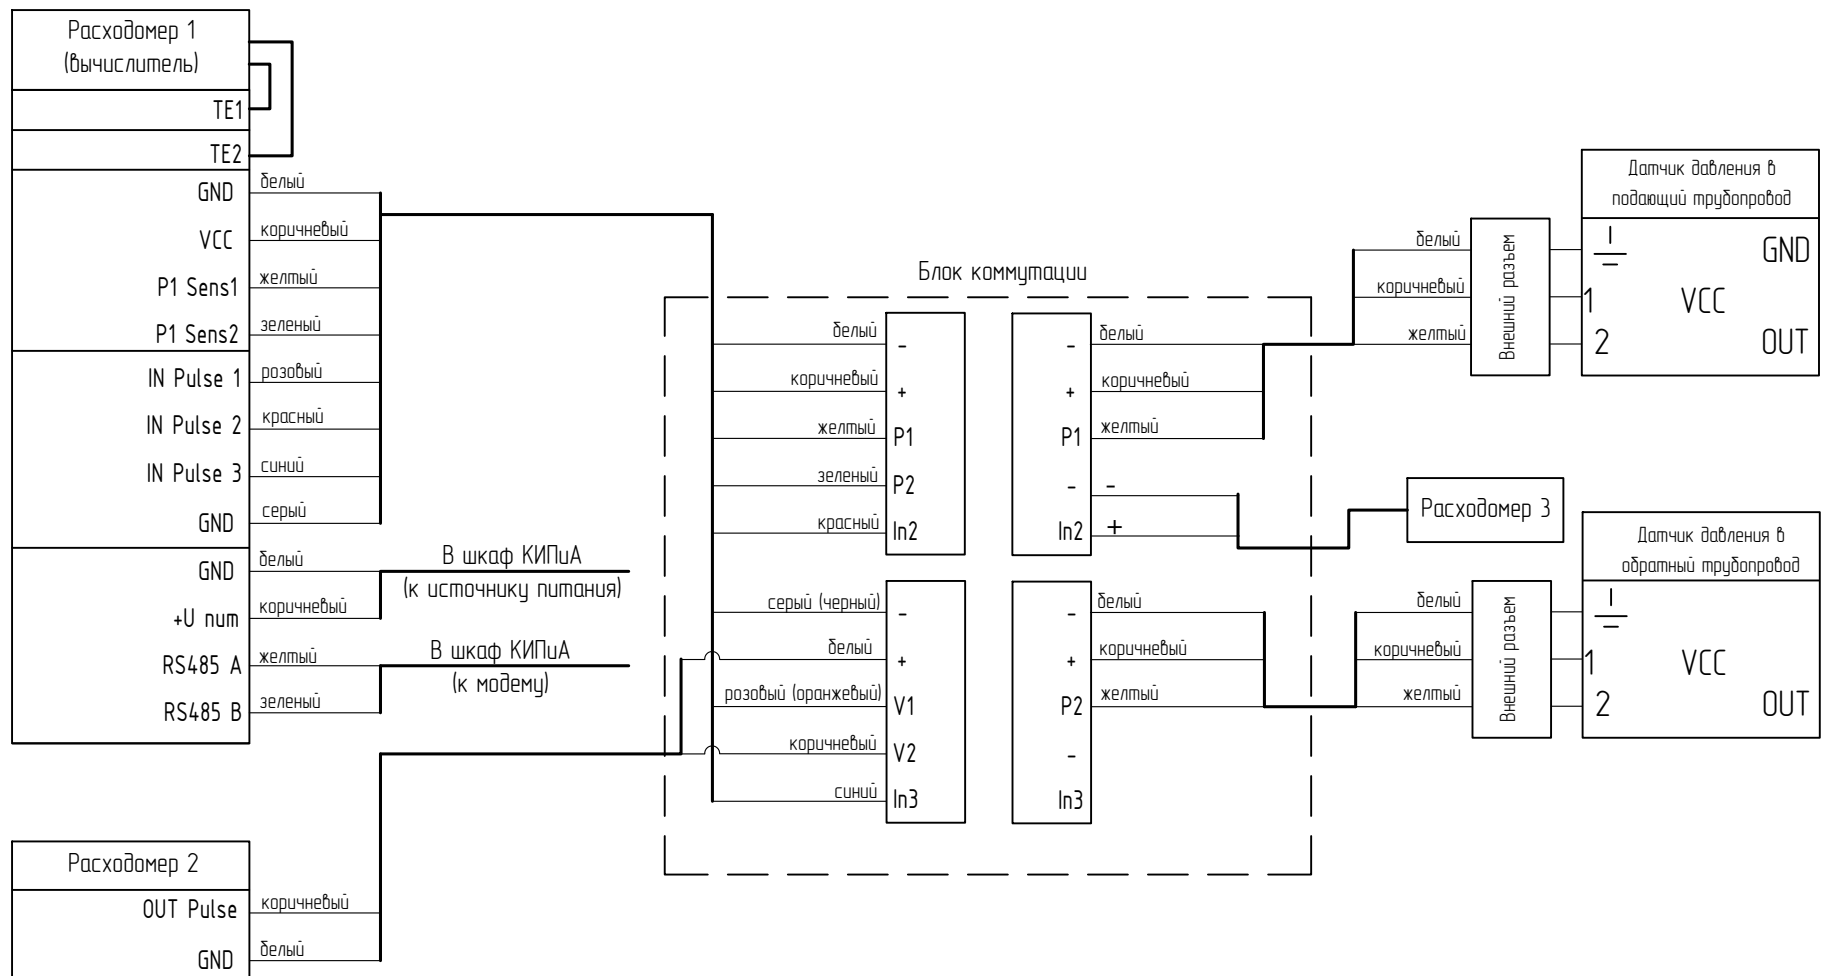 Расходомер 1
(вычислитель)
TE1
TE2
GND белый
VCC коричневый
P1 Sens1 желтый
P1 Sens2 зеленый
IN Pulse 1 розовый
IN Pulse 2 красный
IN Pulse 3 синий
GND серый
GND белый
+U пит коричневый
RS485 A желтый
RS485 B зеленый
В шкаф КИПиА
(к источнику питания)
В шкаф КИПиА
(к модему)
Расходомер 2
OUT Pulse коричневый
GND белый
Блок коммутации
белый -
коричневый +
желтый P1
зеленый P2
красный In2
серый (черный) -
белый +
розовый (оранжевый) V1
коричневый V2
синий In3
- белый
+ коричневый
P1 желтый
- -
In2 +
- белый
+ коричневый
P2 желтый
-
In3
белый
коричневый
желтый
Внешний разъем
Датчик давления в
подающий трубопровод
GND
1 VCC
2 OUT
Расходомер 3
белый
коричневый
желтый
Внешний разъем
Датчик давления в
обратный трубопровод
1 VCC
2 OUT